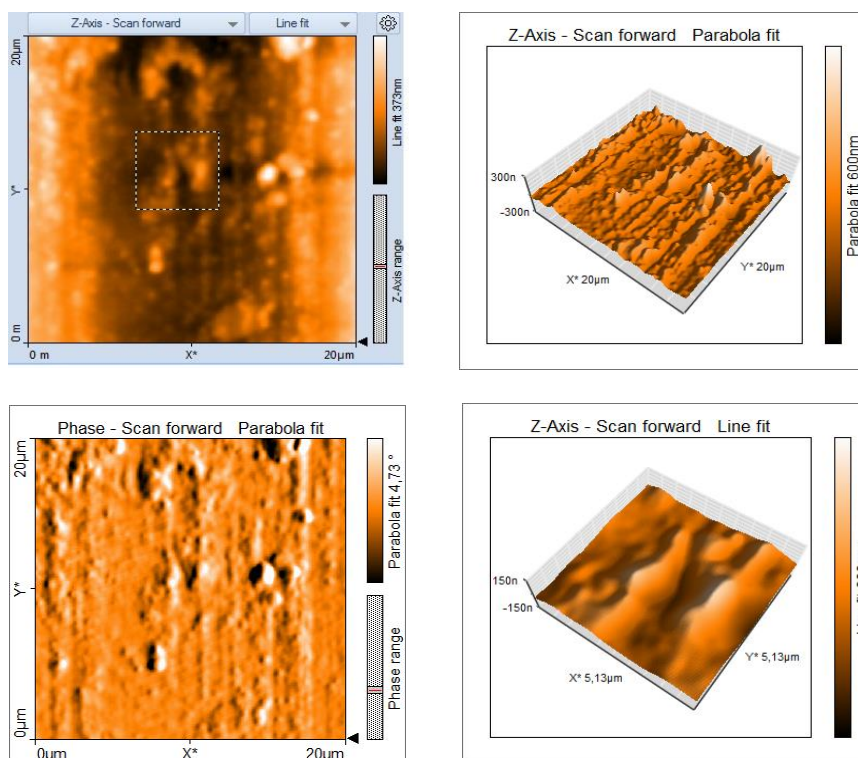 Z-Axis - Scan forward
Line fit
20µm
Y*
0 m
0 m
X*
20µm
Line fit 373nm
Z-Axis range
Z-Axis - Scan forward Parabola fit
300n
-300n
X* 20µm
Y* 20µm
Parabola fit 600nm
Phase - Scan forward Parabola fit
20µm
Y*
0µm
0µm
X*
20µm
Parabola fit 4,73 °
Phase range
Z-Axis - Scan forward Line fit
150n
-150n
X* 5,13µm
Y* 5,13µm